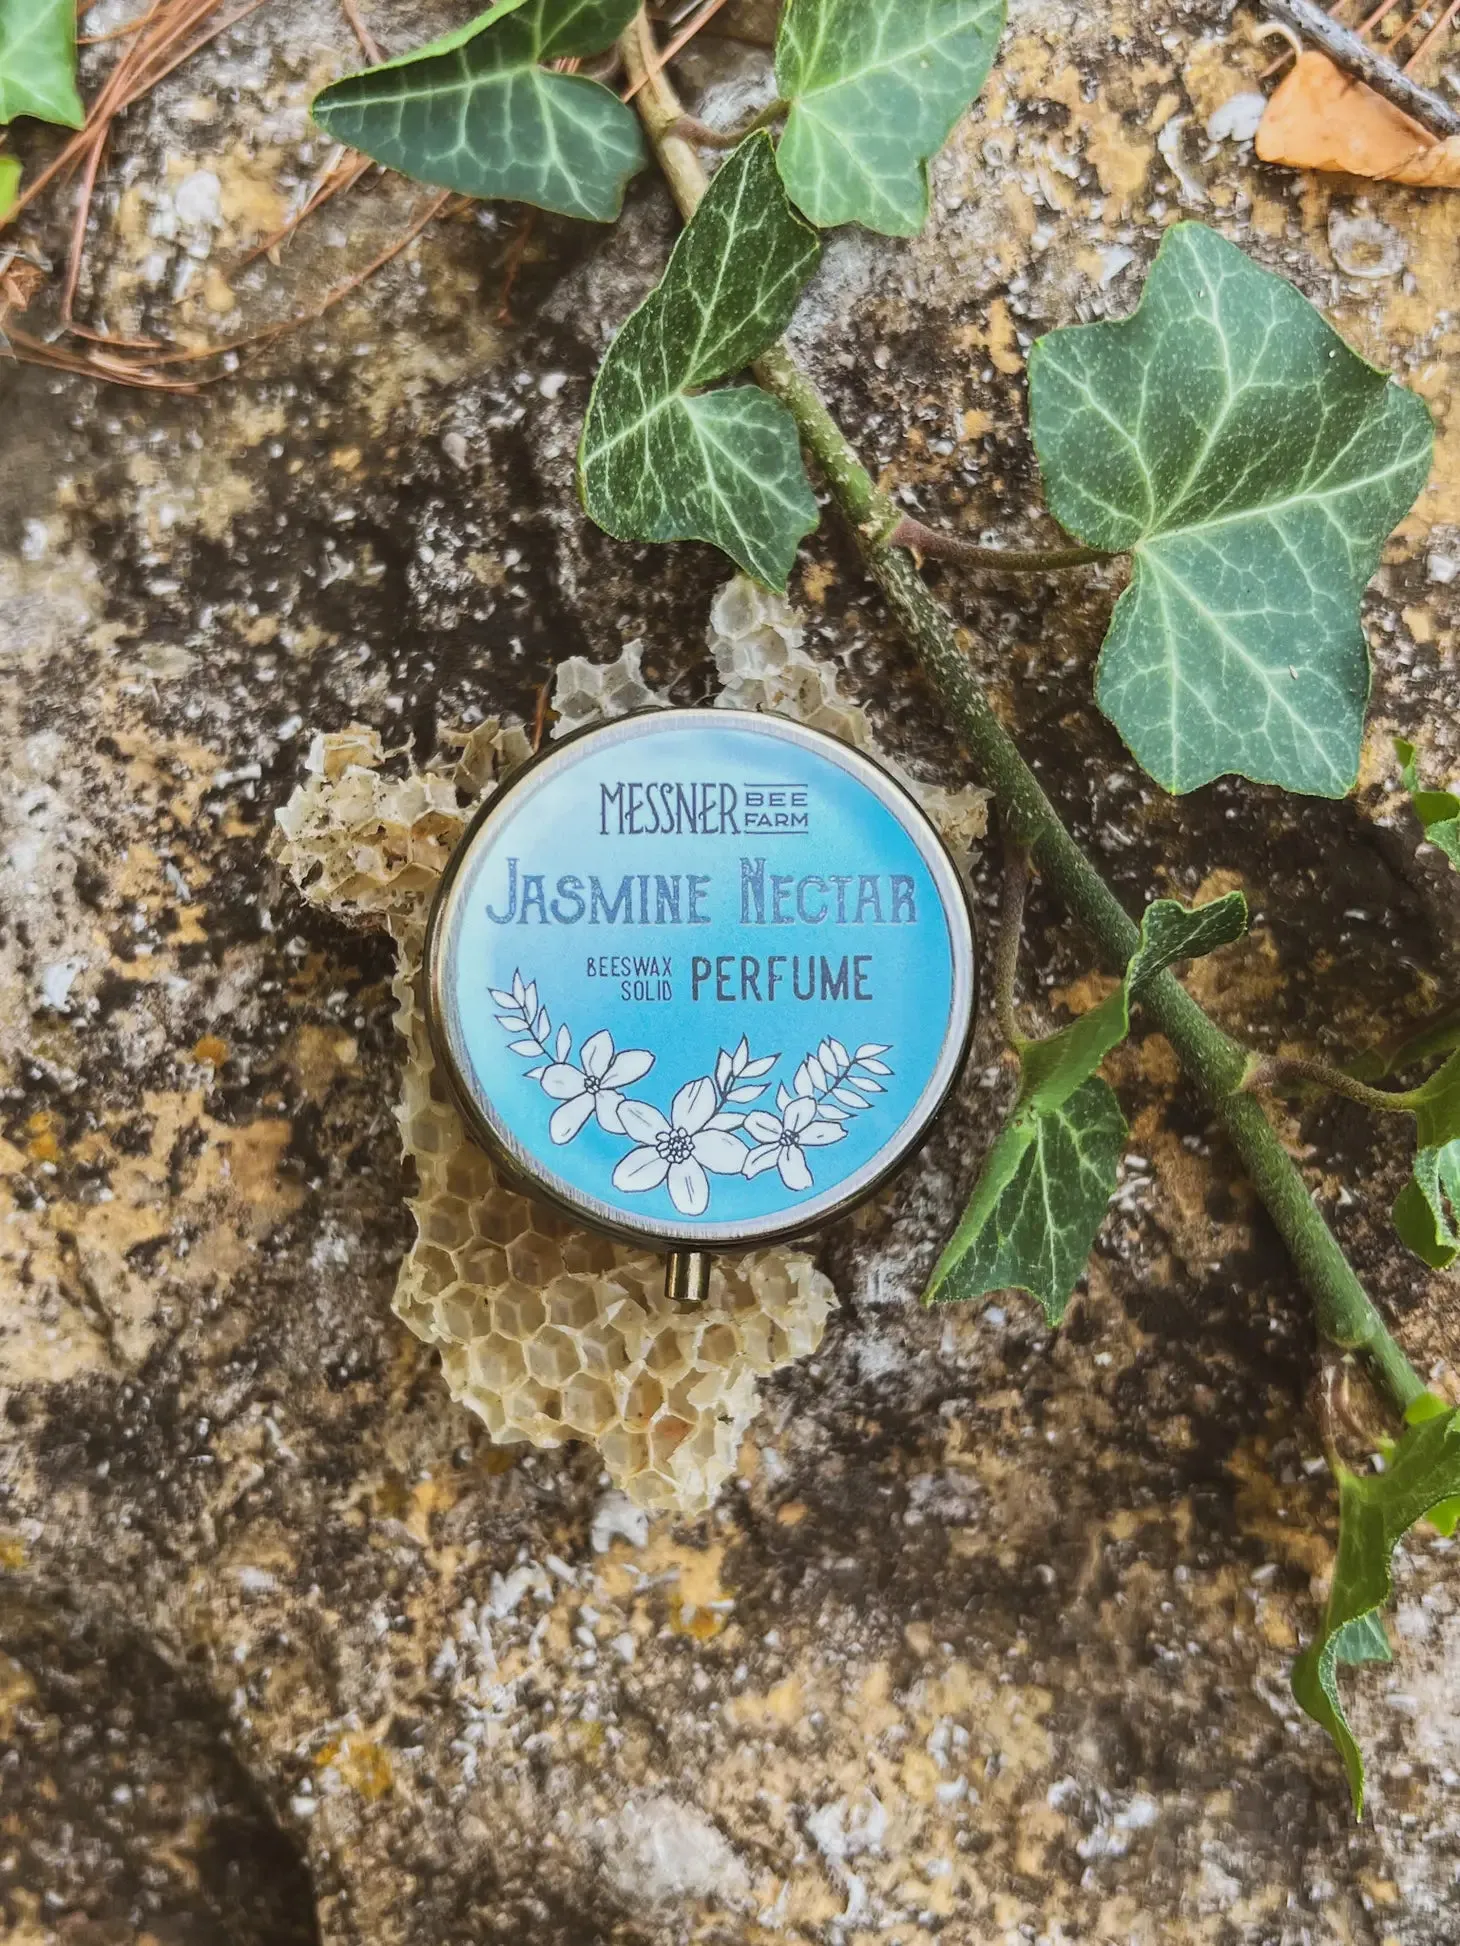 MESSNER BEE FARM
JASMINE NECTAR
BEESWAX SOLID PERFUME